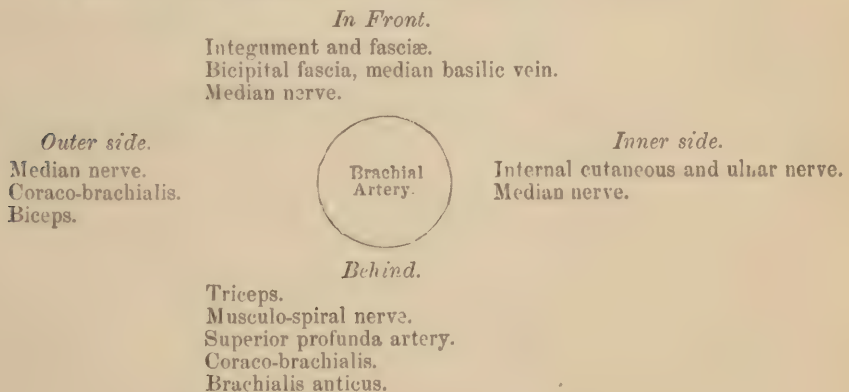 In Front.
Integument and fasciæ.
Bicipital fascia, median basilic vein.
Median nerve.
Outer side.
Median nerve.
Coraco-brachialis.
Biceps.
Brachial
Artery.
Inner side.
Internal cutaneous and ulnar nerve.
Median nerve.
Behind.
Triceps.
Musculo-spiral nerve.
Superior profunda artery.
Coraco-brachialis.
Brachialis anticus.